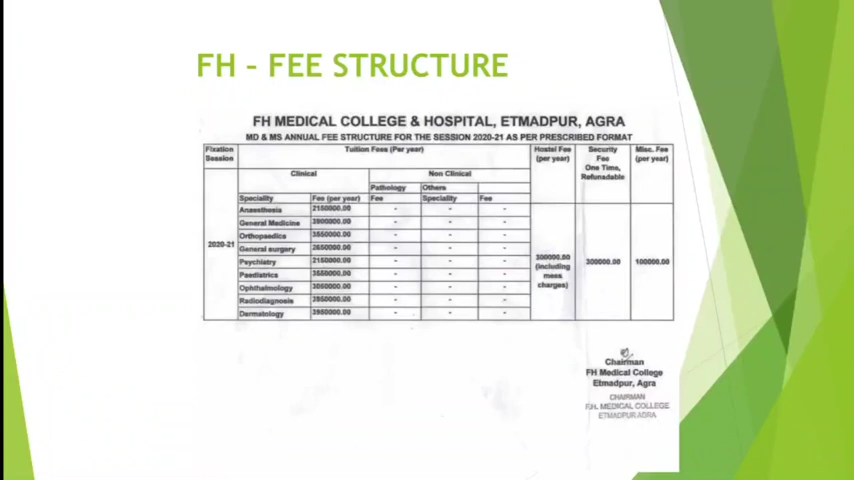 FH - FEE STRUCTURE
FH MEDICAL COLLEGE & HOSPITAL, ETMADPUR, AGRA
MD & MS ANNUAL FEE STRUCTURE FOR THE SESSION 2020-21 AS PER PRESCRIBED FORMAT
Fixation Session Tuition Fees (Per year) Hostel Fee (per year) Security Fee One Time, Refundable Misc. Fee (per year)
Clinical Non Clinical
Pathology Others
Speciality Fee (per year) Fee Speciality Fee
Anaesthesia 2150000.00 - - -
General Medicine 3900000.00 - - -
Orthopaedics 3550000.00 - - -
2020-21 General surgery 2650000.00 - - -
Psychiatry 2150000.00 - - - 300000.00 (including mess charges) 300000.00 100000.00
Paediatrics 3550000.00 - - -
Ophthalmology 3050000.00 - - -
Radiodiagnosis 3950000.00 - - -
Dermatology 3950000.00 - - -
Chairman
FH Medical College
Etmadpur, Agra
CHAIRMAN
F.H. MEDICAL COLLEGE
ETMADPUR AGRA